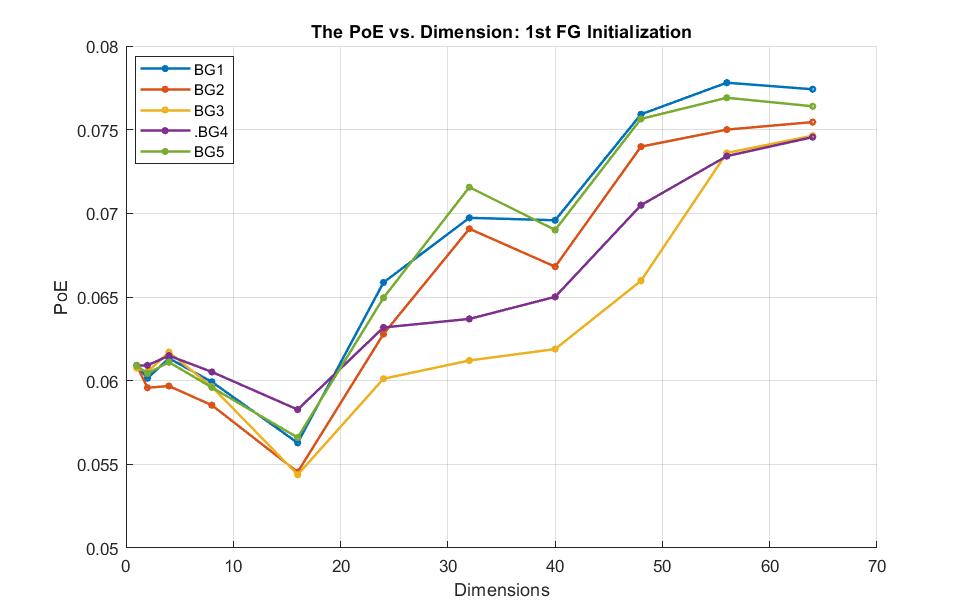 The PoE vs. Dimension: 1st FG Initialization
0.08
0.075
0.07
0.065
0.06
0.055
0.05
PoE
BG1
BG2
BG3
.BG4
BG5
0 10 20 30 40 50 60 70
Dimensions